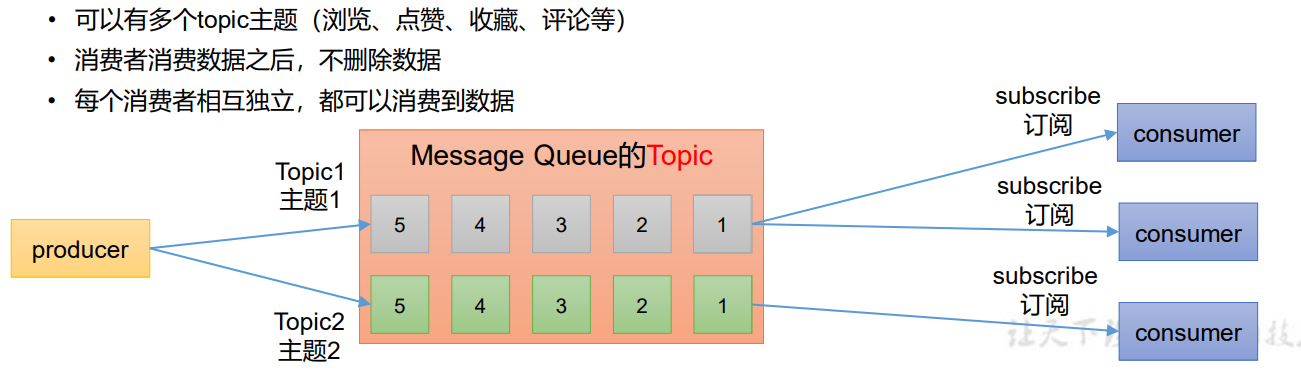 • 可以有多个topic主题（浏览、点赞、收藏、评论等）
• 消费者消费数据之后，不删除数据
• 每个消费者相互独立，都可以消费到数据
Message Queue的Topic
Topic1
主题1
5 4 3 2 1
producer
5 4 3 2 1
Topic2
主题2
subscribe
订阅
consumer
subscribe
订阅
consumer
subscribe
订阅
consumer
让天下
技